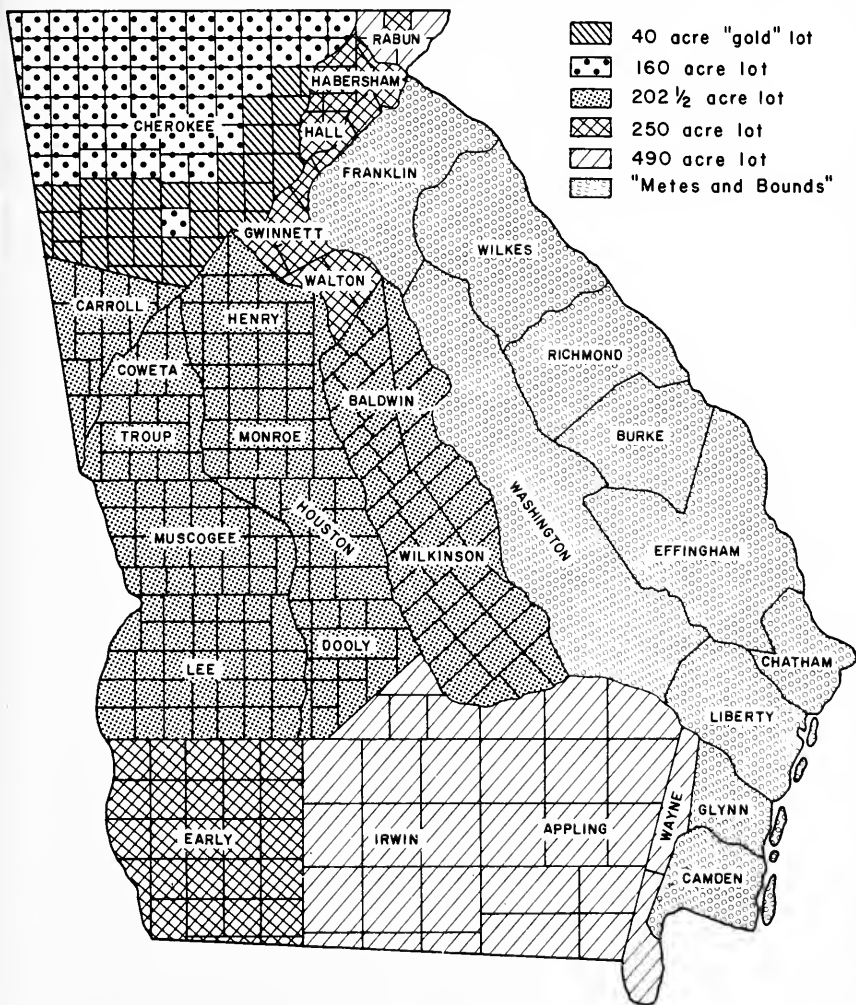 40 acre "gold" lot
160 acre lot
202 ½ acre lot
250 acre lot
490 acre lot
"Metes and Bounds"
RABUN
HABERSHAM
CHEROKEE
HALL
FRANKLIN
GWINNETT
WILKES
WALTON
CARROLL
HENRY
RICHMOND
COWETA
BALDWIN
TROUP
MONROE
BURKE
HOUSTON
WASHINGTON
MUSCOGEE
WILKINSON
EFFINGHAM
DOOLY
LEE
CHATHAM
LIBERTY
WAYNE
GLYNN
EARLY
IRWIN
APPLING
CAMDEN